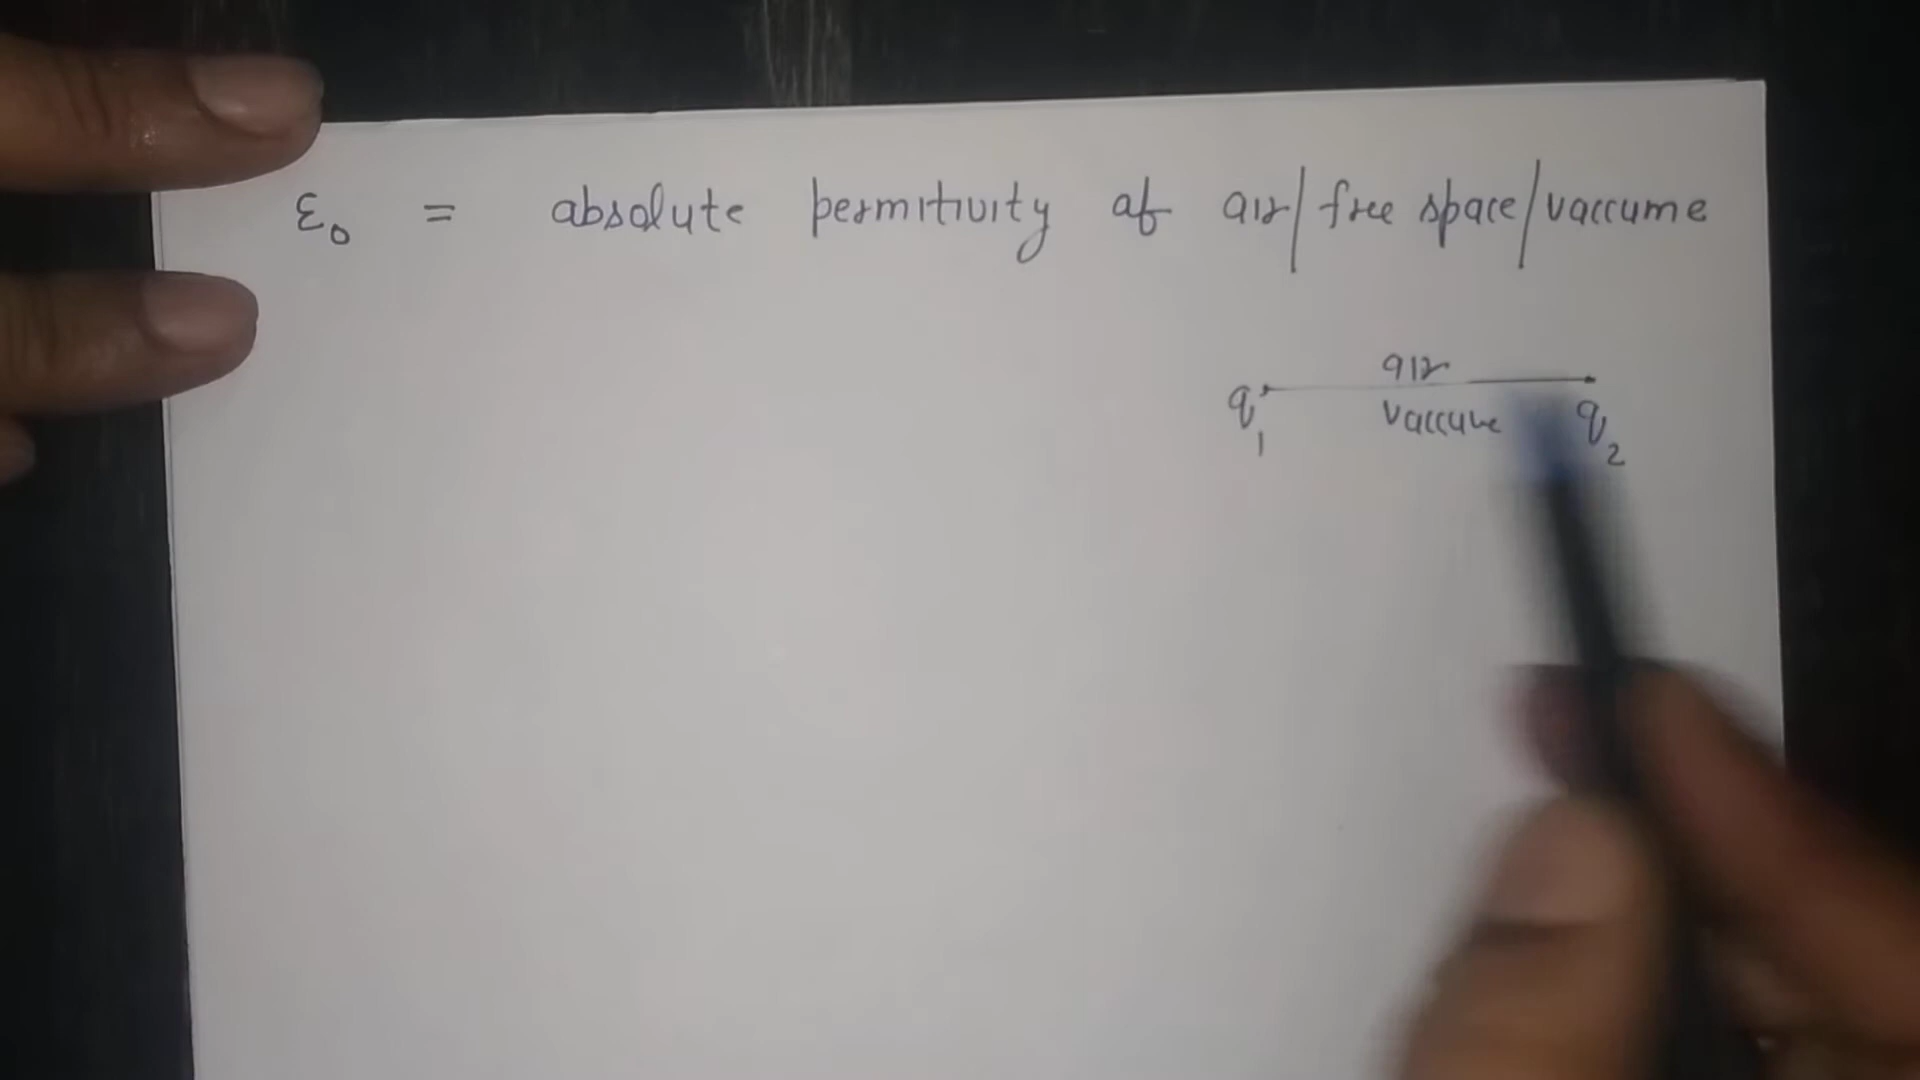 ε₀ = absolute permitivity of air/free space/vaccume
air
q₁ vaccume q₂